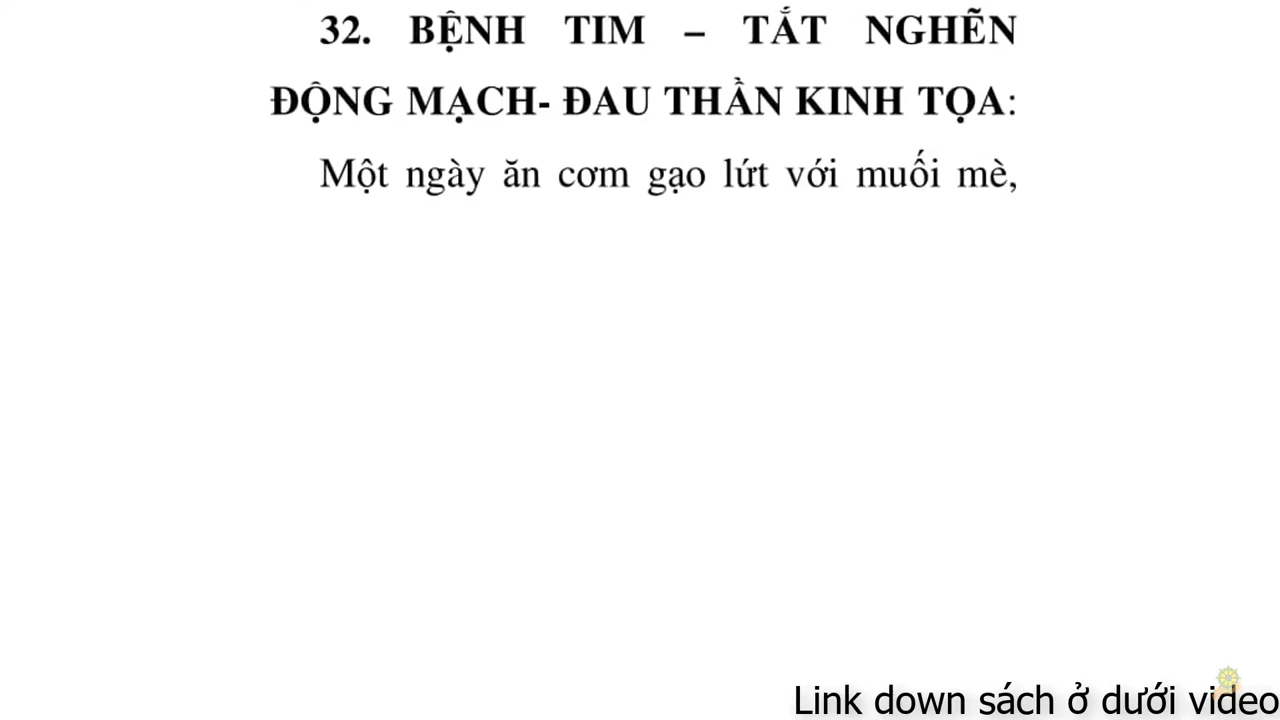 32. BỆNH TIM – TẮT NGHẼN
ĐỘNG MẠCH- ĐAU THẦN KINH TỌA:
Một ngày ăn cơm gạo lứt với muối mè,
Link down sách ở dưới video